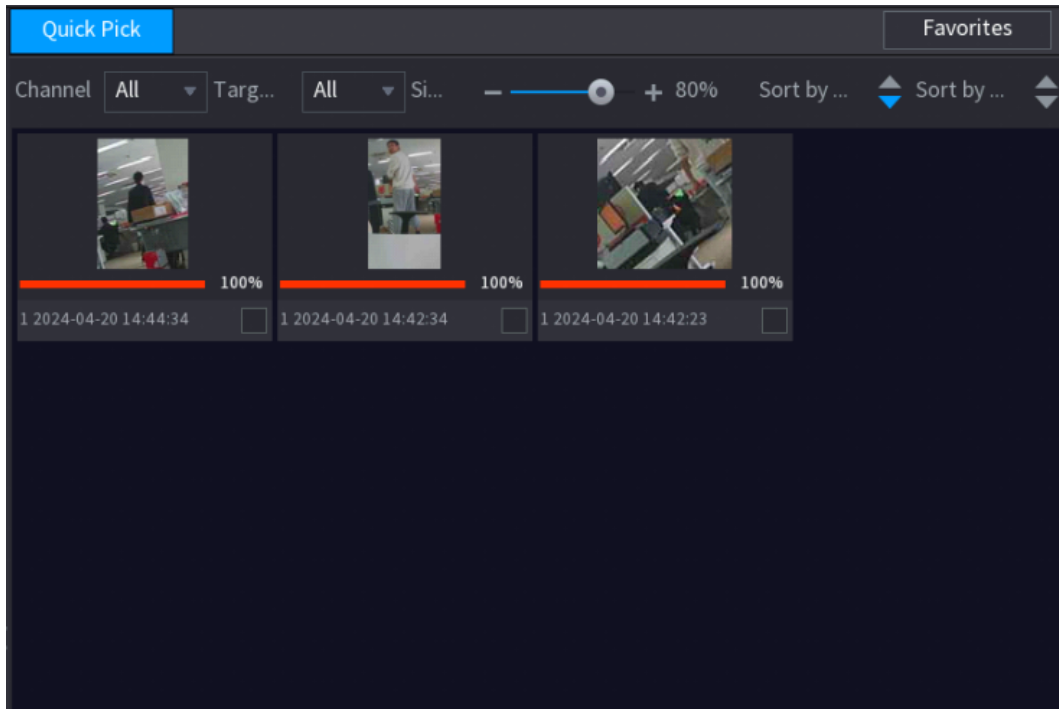 Quick Pick
Favorites
Channel All Targ... All Si... 80% Sort by ... Sort by ...
100% 100% 100%
1 2024-04-20 14:44:34 1 2024-04-20 14:42:34 1 2024-04-20 14:42:23